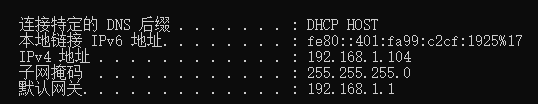 连接特定的 DNS 后缀 . . . . . . . : DHCP HOST
本地链接 IPv6 地址. . . . . . . . : fe80::401:fa99:c2cf:1925%17
IPv4 地址 . . . . . . . . . . . . : 192.168.1.104
子网掩码 . . . . . . . . . . . . : 255.255.255.0
默认网关. . . . . . . . . . . . . : 192.168.1.1